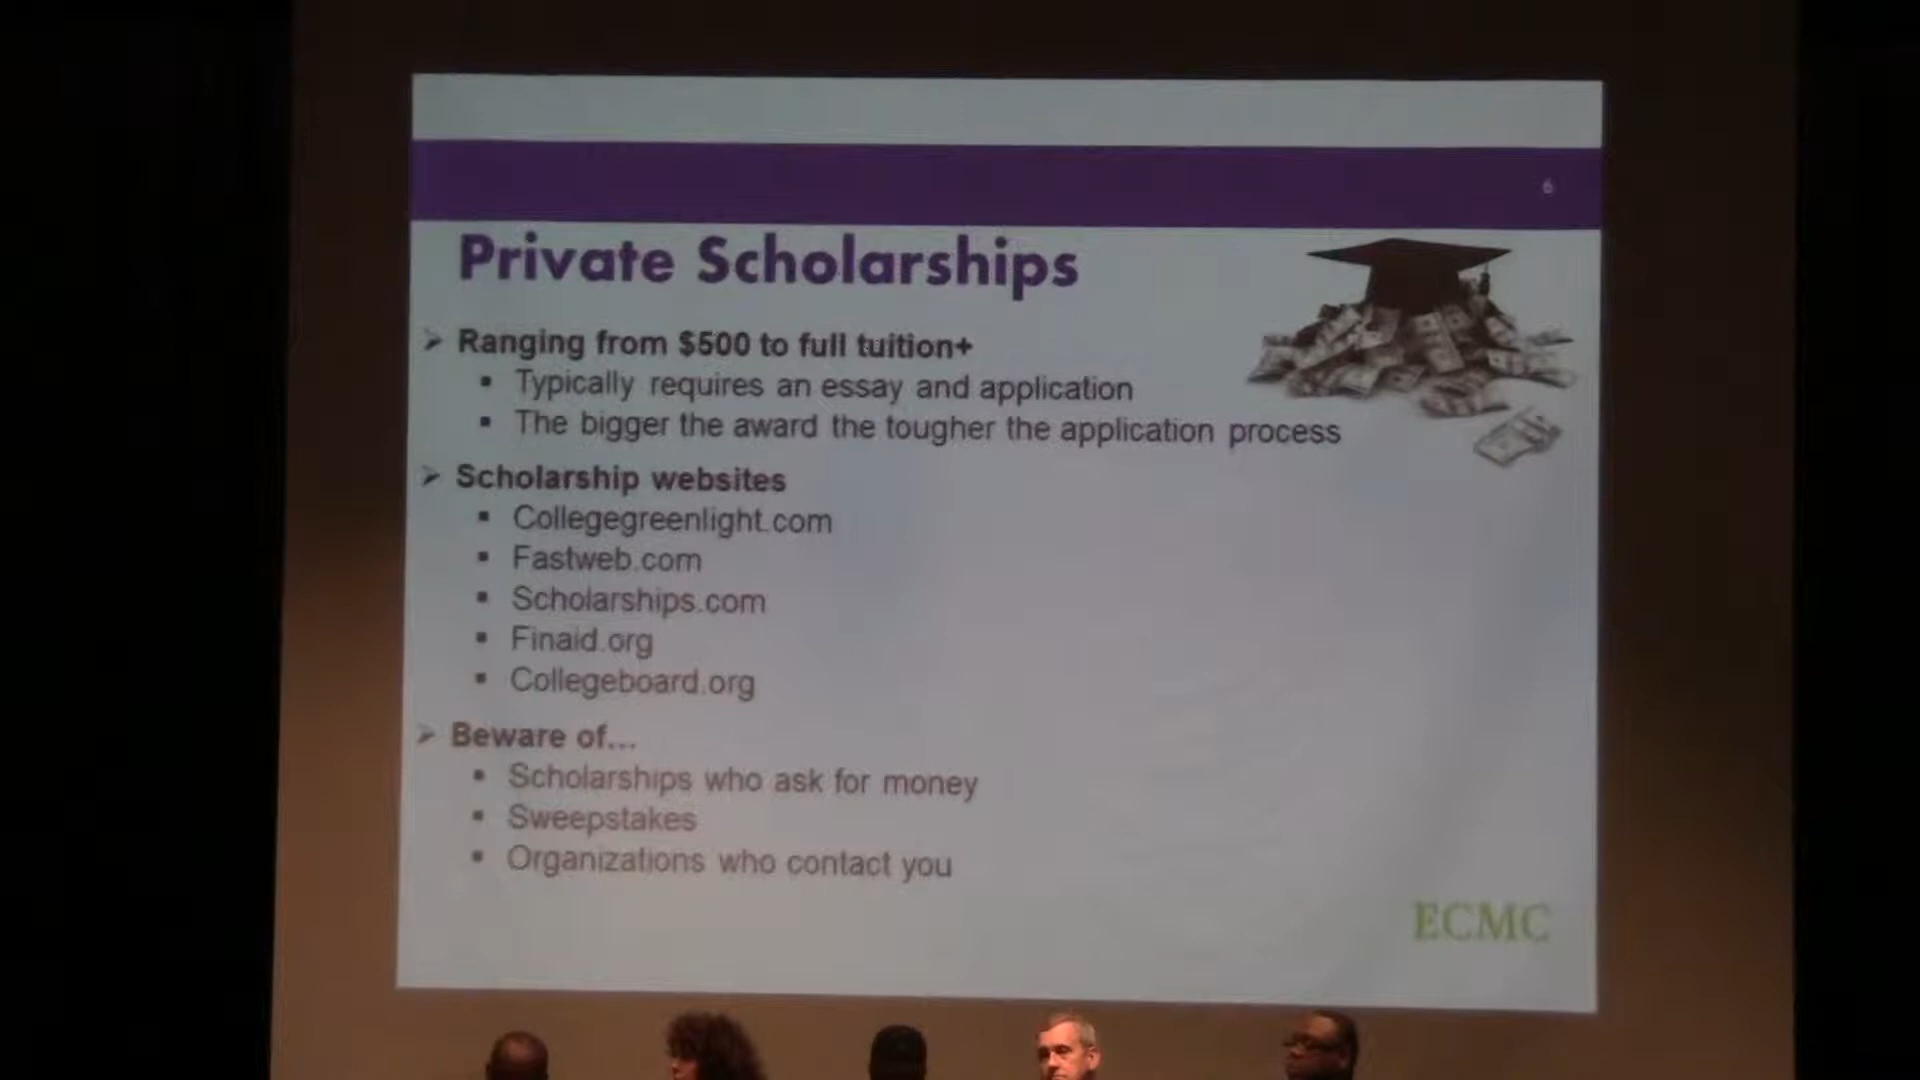 6
Private Scholarships
Ranging from $500 to full tuition+
Typically requires an essay and application
The bigger the award the tougher the application process
Scholarship websites
Collegegreenlight.com
Fastweb.com
Scholarships.com
Finaid.org
Collegeboard.org
Beware of...
Scholarships who ask for money
Sweepstakes
Organizations who contact you
ECMC